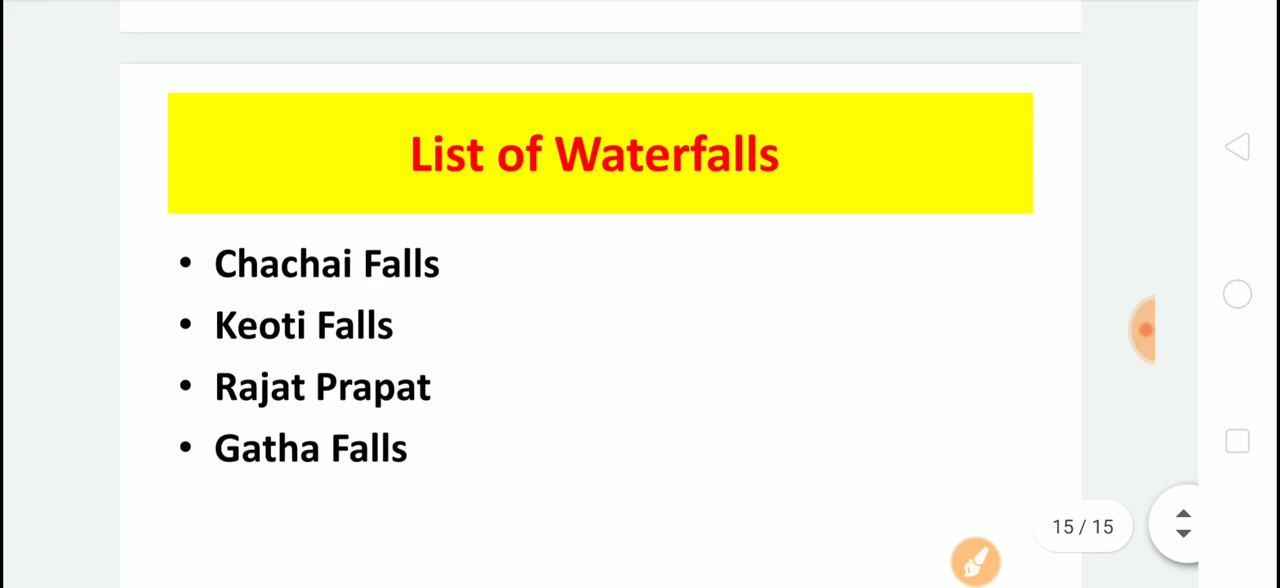 List of Waterfalls
• Chachai Falls
• Keoti Falls
• Rajat Prapat
• Gatha Falls
15 / 15